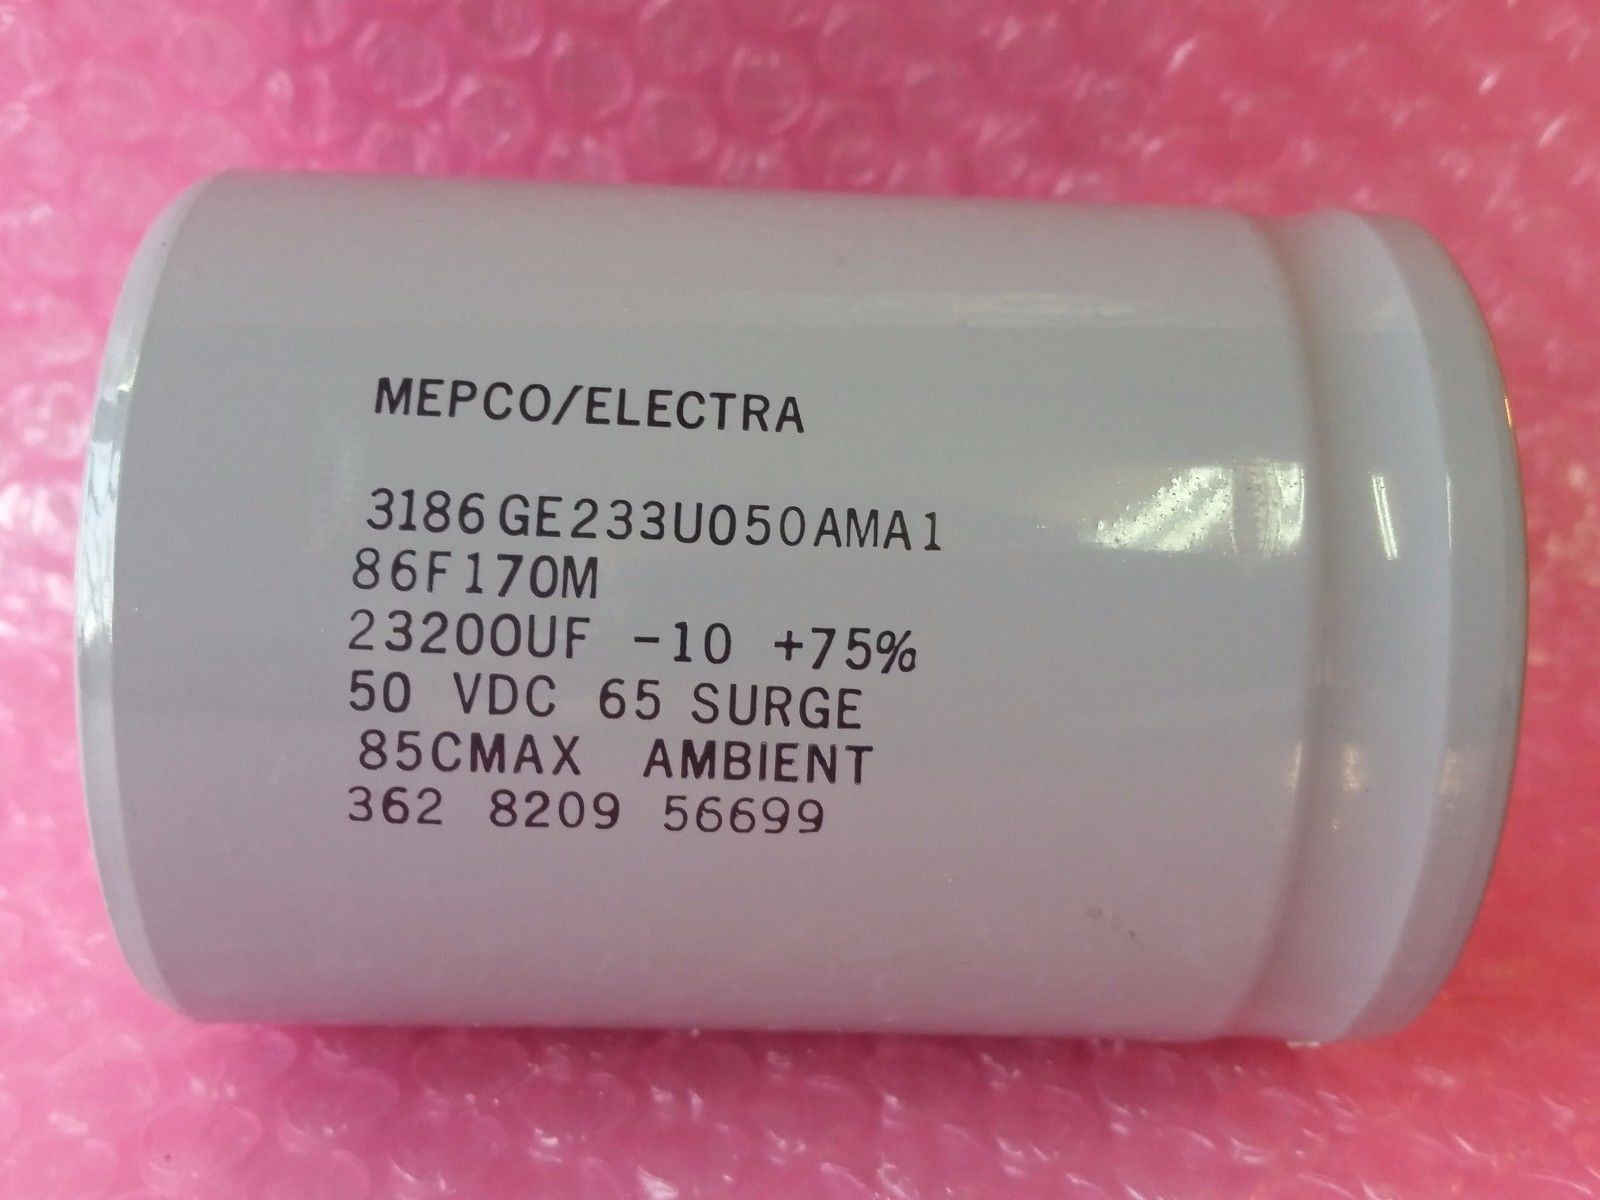 MEPCO/ELECTRA
3186GE233U050AMA1
86F170M
23200UF -10 +75%
50 VDC 65 SURGE
85CMAX AMBIENT
362 8209 56699